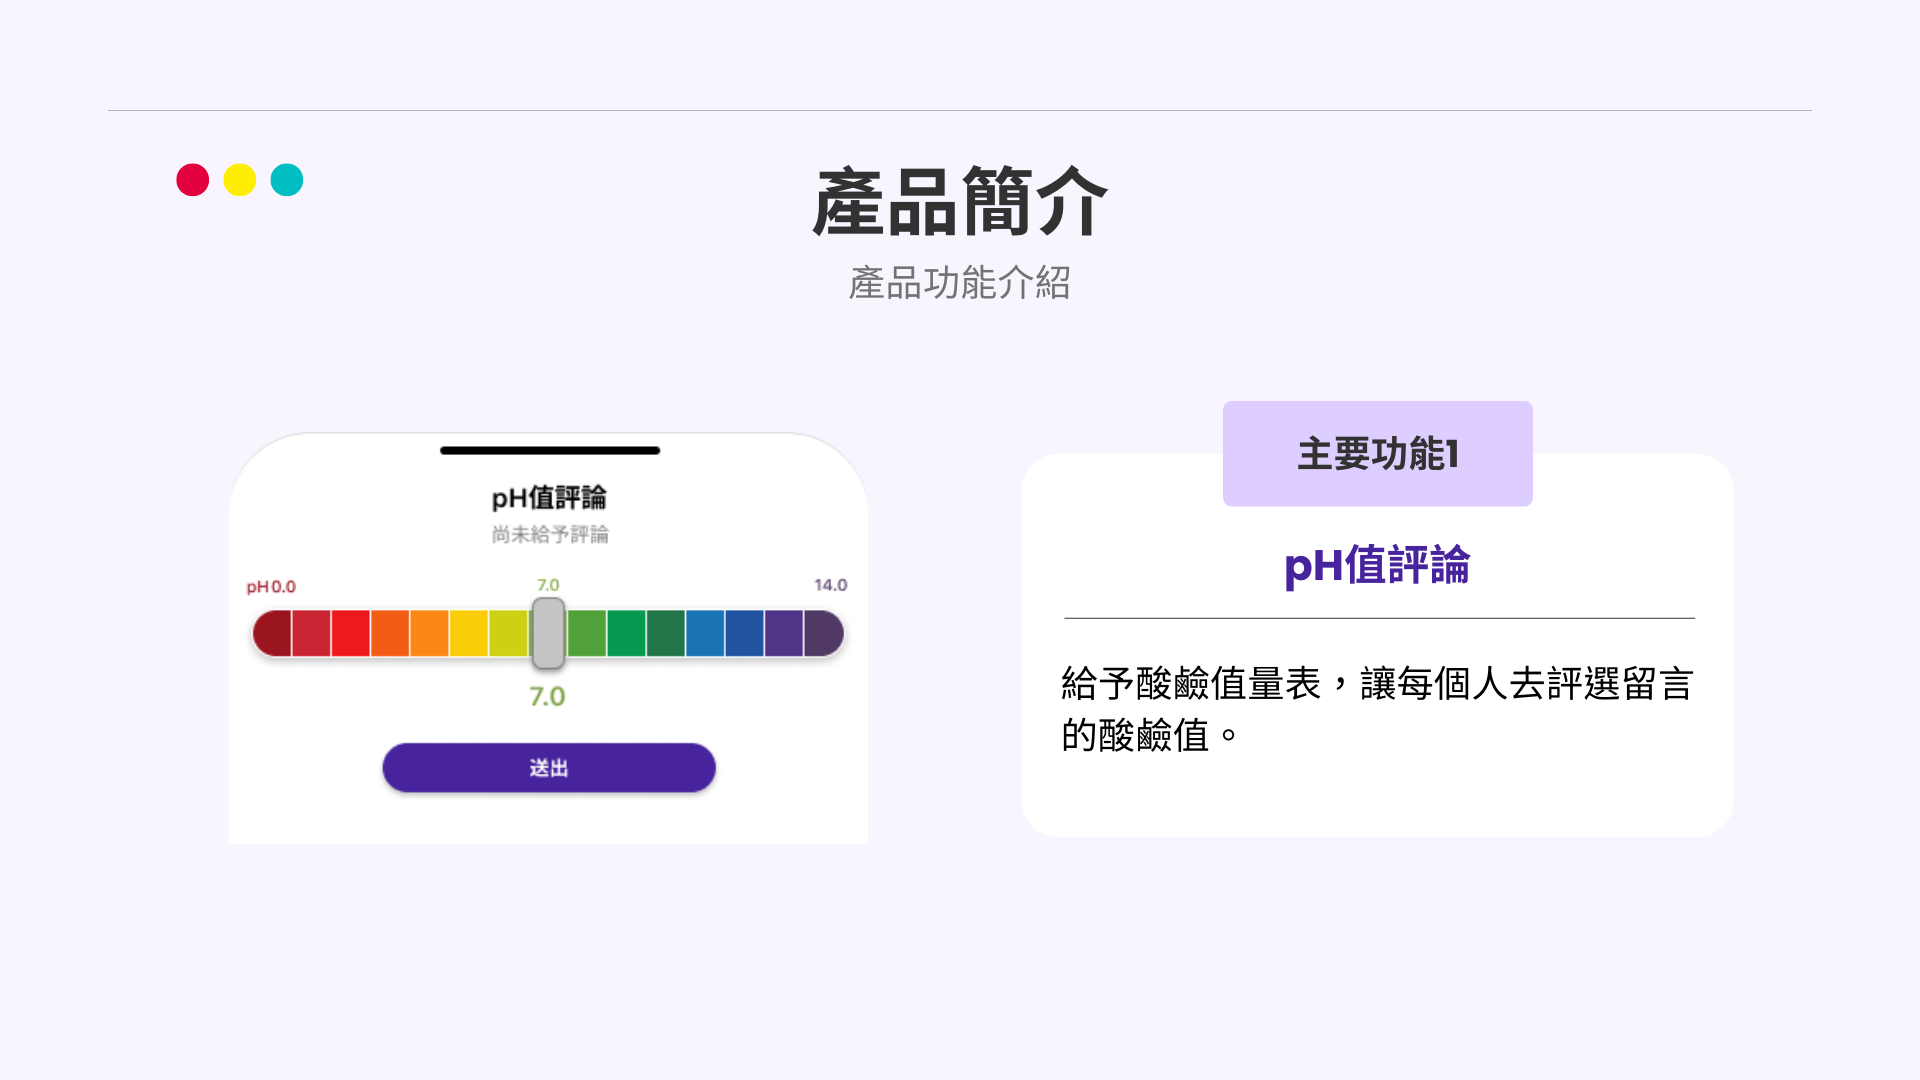 產品簡介
產品功能介紹
pH值評論
尚未給予評論
pH 0.0
7.0
14.0
7.0
送出
主要功能1
pH值評論
給予酸鹼值量表，讓每個人去評選留言
的酸鹼值。